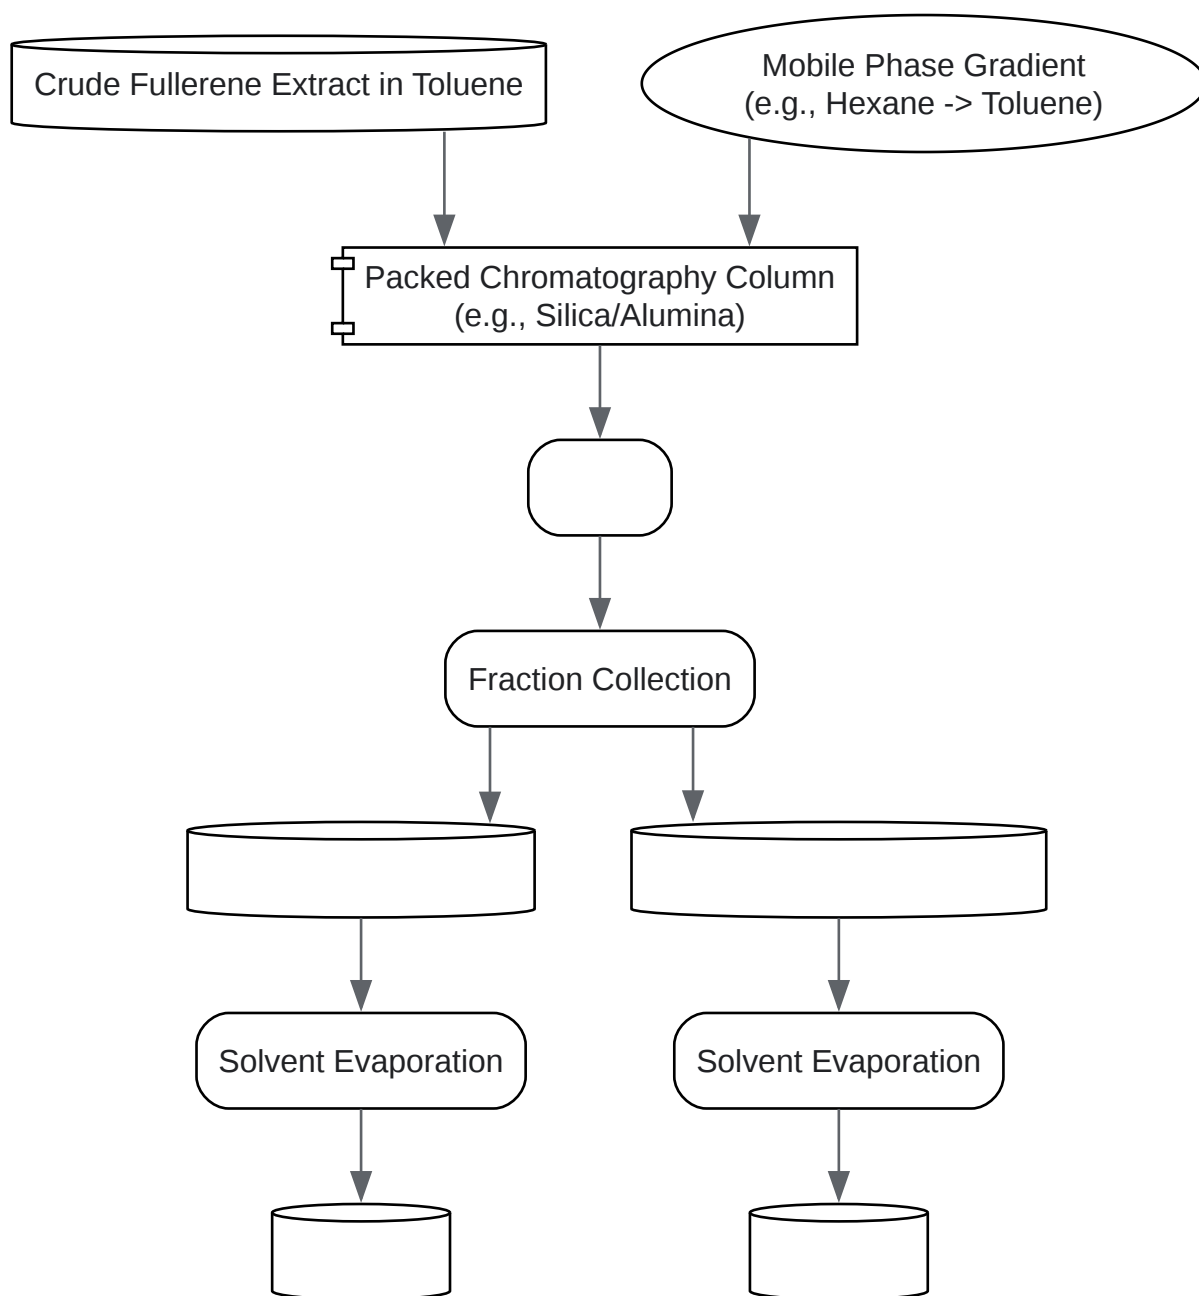 Crude Fullerene Extract in Toluene
Mobile Phase Gradient
(e.g., Hexane -> Toluene)
Packed Chromatography Column
(e.g., Silica/Alumina)
Fraction Collection
Solvent Evaporation
Solvent Evaporation